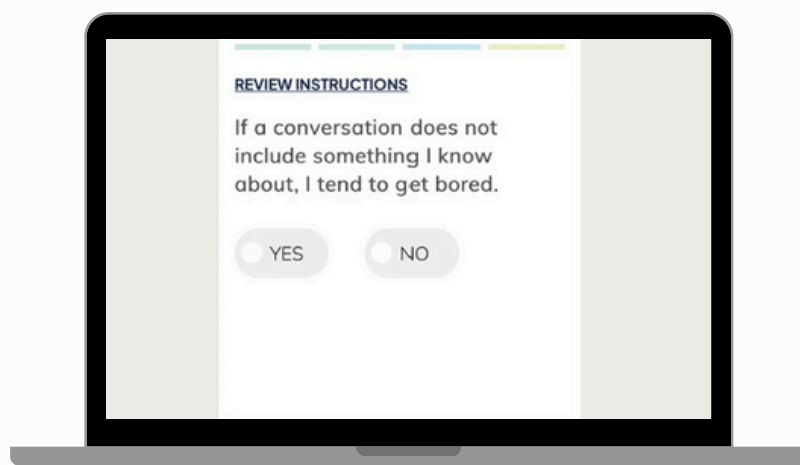 REVIEW INSTRUCTIONS
If a conversation does not
include something I know
about, I tend to get bored.
YES NO